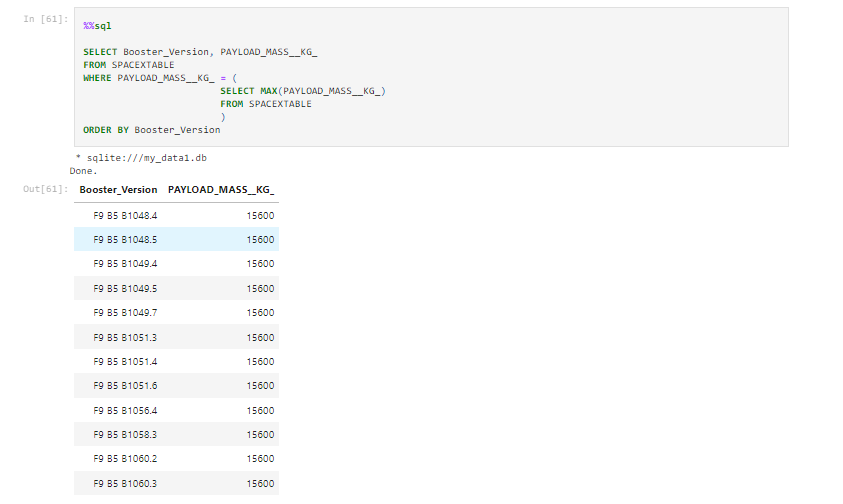 In [61]:
%%sql
SELECT Booster_Version, PAYLOAD_MASS__KG_
FROM SPACEXTABLE
WHERE PAYLOAD_MASS__KG_ = (
SELECT MAX(PAYLOAD_MASS__KG_)
FROM SPACEXTABLE
)
ORDER BY Booster_Version
* sqlite:///my_data1.db
Done.
Out[61]: Booster_Version PAYLOAD_MASS__KG_
F9 B5 B1048.4 15600
F9 B5 B1048.5 15600
F9 B5 B1049.4 15600
F9 B5 B1049.5 15600
F9 B5 B1049.7 15600
F9 B5 B1051.3 15600
F9 B5 B1051.4 15600
F9 B5 B1051.6 15600
F9 B5 B1056.4 15600
F9 B5 B1058.3 15600
F9 B5 B1060.2 15600
F9 B5 B1060.3 15600